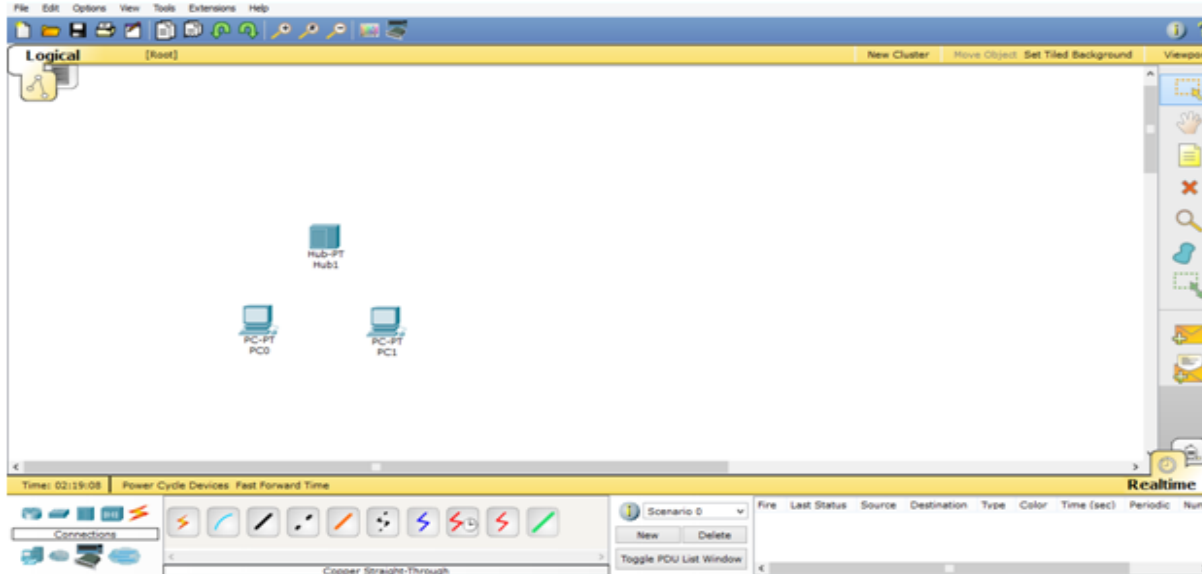 File Edit Options View Tools Extensions Help
Logical [Root] New Cluster Move Object Set Tiled Background Viewpo
Hub-PT
Hub1
PC-PT
PC0
PC-PT
PC1
Time: 02:19:08 Power Cycle Devices Fast Forward Time Realtime
Scenario 0 Fire Last Status Source Destination Type Color Time (sec) Periodic Num
Connections New Delete
Toggle PDU List Window
Copper Straight-Through